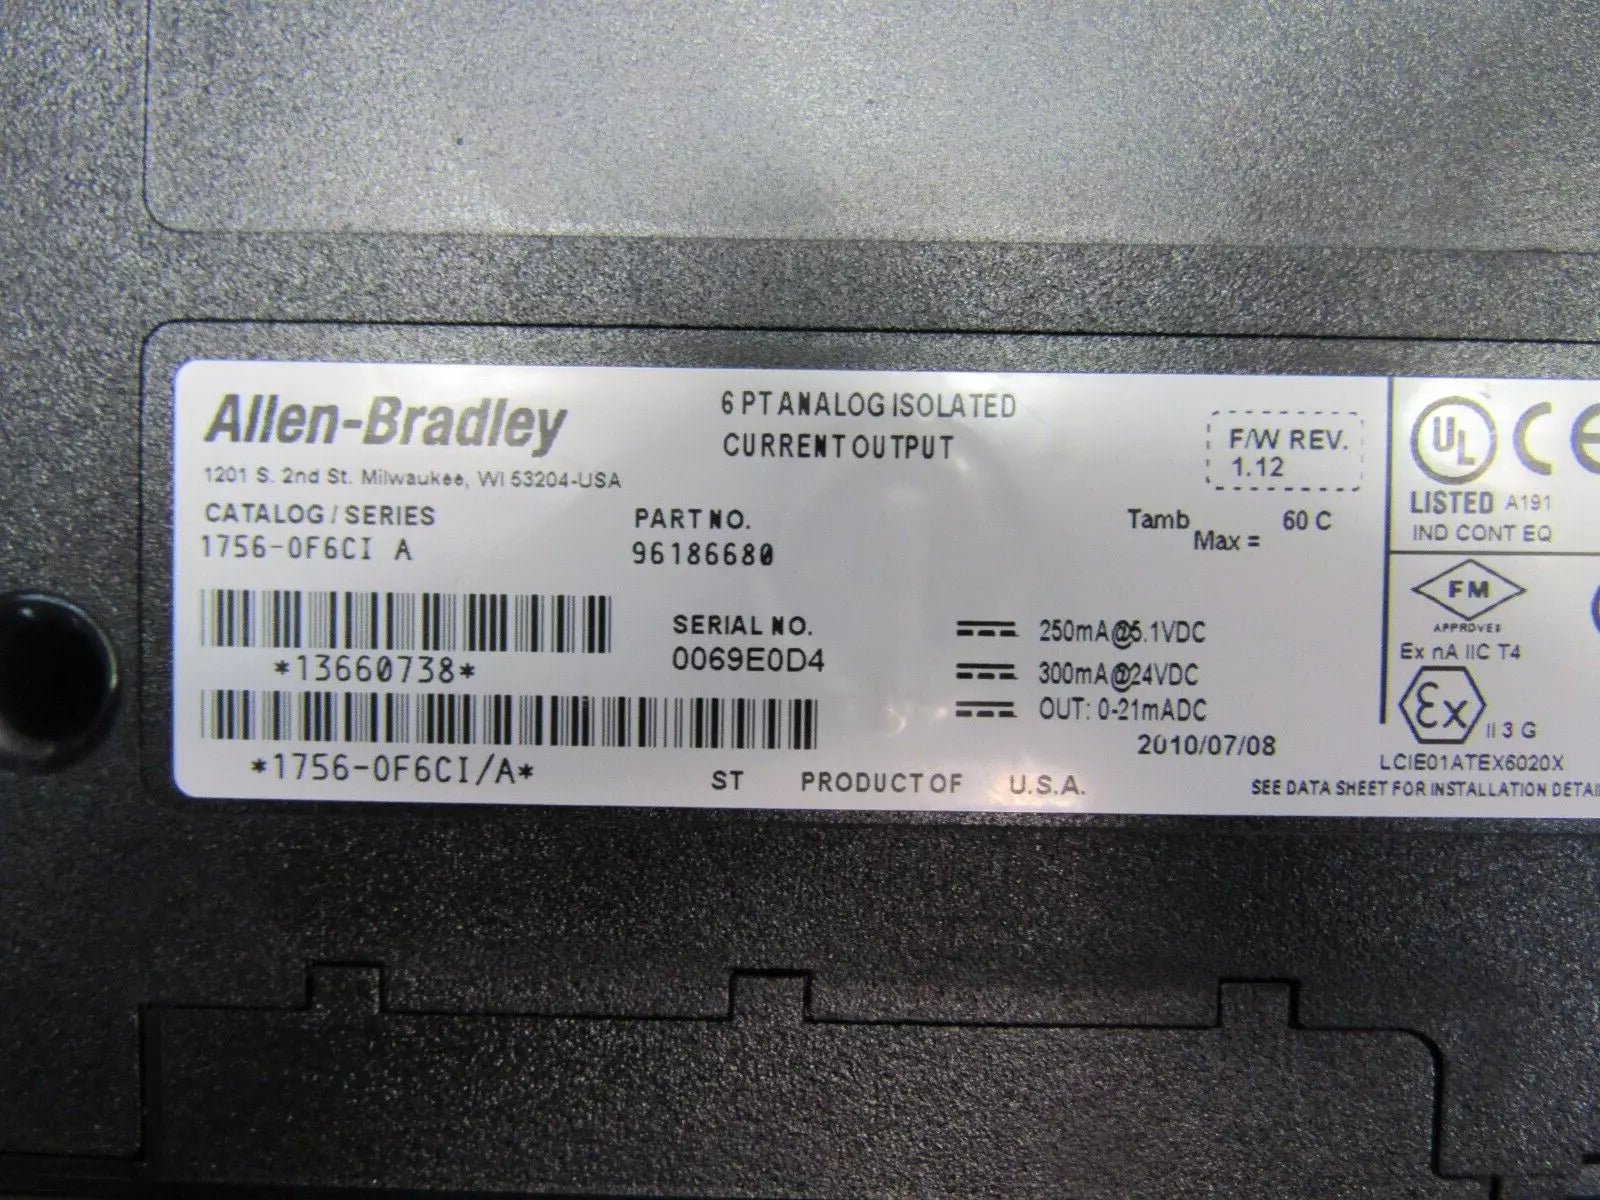 Allen-Bradley
1201 S. 2nd St. Milwaukee, WI 53204-USA
6 PT ANALOG ISOLATED
CURRENT OUTPUT
F/W REV.
1.12
CATALOG / SERIES
1756-OF6CI A
PART NO.
96186680
Tamb Max = 60 C
*13660738*
SERIAL NO.
0069E0D4
250mA@5.1VDC
300mA@24VDC
OUT: 0-21mADC
2010/07/08
*1756-OF6CI/A*
ST PRODUCT OF U.S.A.
UL
CE
LISTED A191
IND CONT EQ
FM
APPROVED
Ex nA IIC T4
Ex II 3 G
LCIE01ATEX6020X
SEE DATA SHEET FOR INSTALLATION